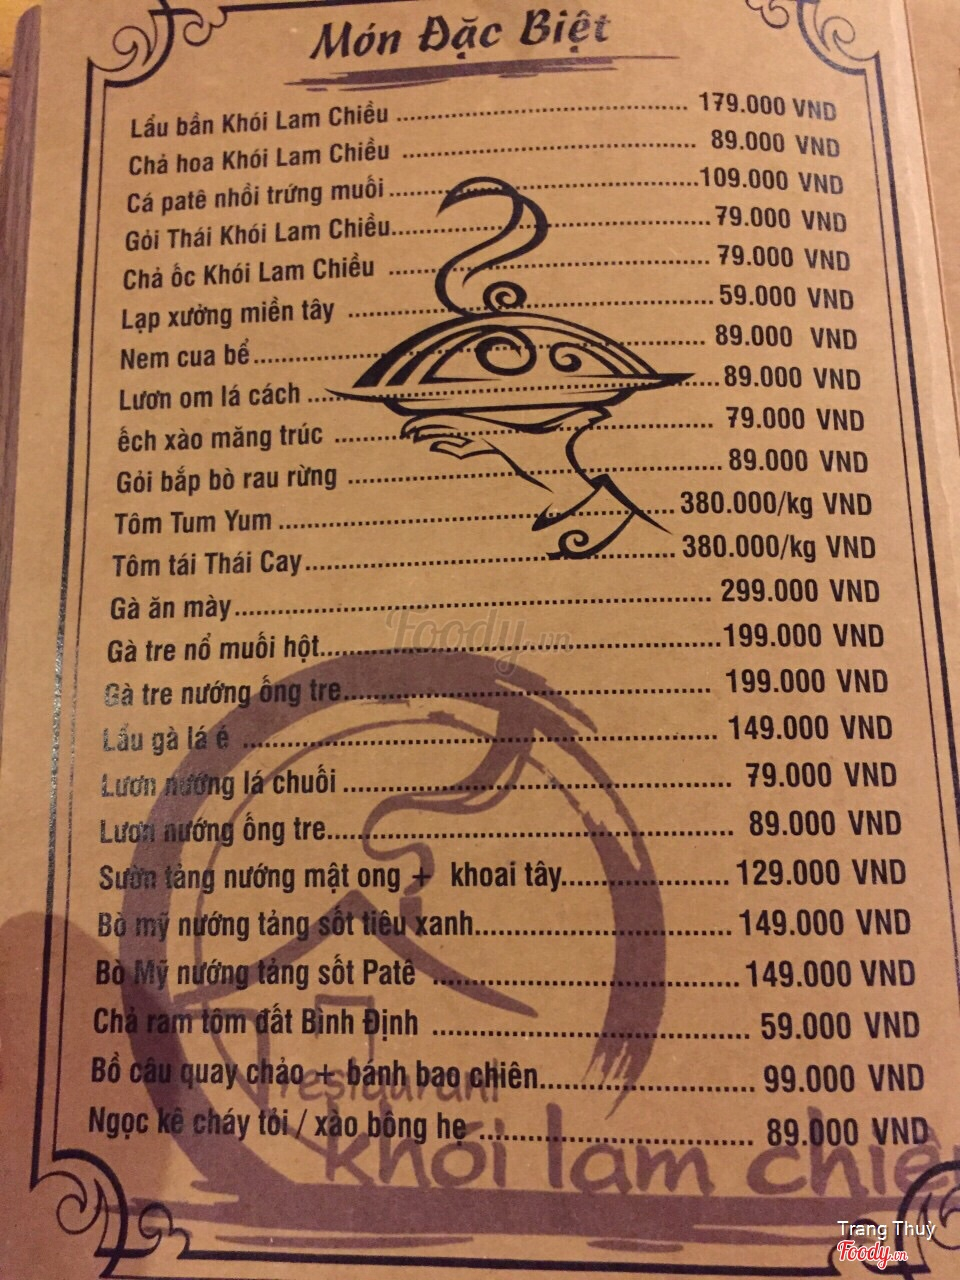 Món Đặc Biệt
Lẩu bần Khói Lam Chiều ........ 179.000 VND
Chả hoa Khói Lam Chiều ........ 89.000 VND
Cá patê nhồi trứng muối ........ 109.000 VND
Gỏi Thái Khói Lam Chiều ........ 79.000 VND
Chả ốc Khói Lam Chiều ........ 79.000 VND
Lạp xưởng miền tây ........ 59.000 VND
Nem cua bể ........ 89.000 VND
Lươn om lá cách ........ 89.000 VND
ếch xào măng trúc ........ 79.000 VND
Gỏi bắp bò rau rừng ........ 89.000 VND
Tôm Tum Yum ........ 380.000/kg VND
Tôm tái Thái Cay ........ 380.000/kg VND
Gà ăn mày ........ 299.000 VND
Gà tre nổ muối hột ........ 199.000 VND
Gà tre nướng ống tre ........ 199.000 VND
Lẩu gà lá é ........ 149.000 VND
Lươn nướng lá chuối ........ 79.000 VND
Lươn nướng ống tre ........ 89.000 VND
Sườn tảng nướng mật ong + khoai tây ........ 129.000 VND
Bò mỹ nướng tảng sốt tiêu xanh ........ 149.000 VND
Bò Mỹ nướng tảng sốt Patê ........ 149.000 VND
Chả ram tôm đất Bình Định ........ 59.000 VND
Bồ câu quay chảo + bánh bao chiên ........ 99.000 VND
Ngọc kê cháy tỏi / xào bông hẹ ........ 89.000 VND
restaurant
khói lam chiều
Foody.vn
Trang Thuỳ
Foody.vn